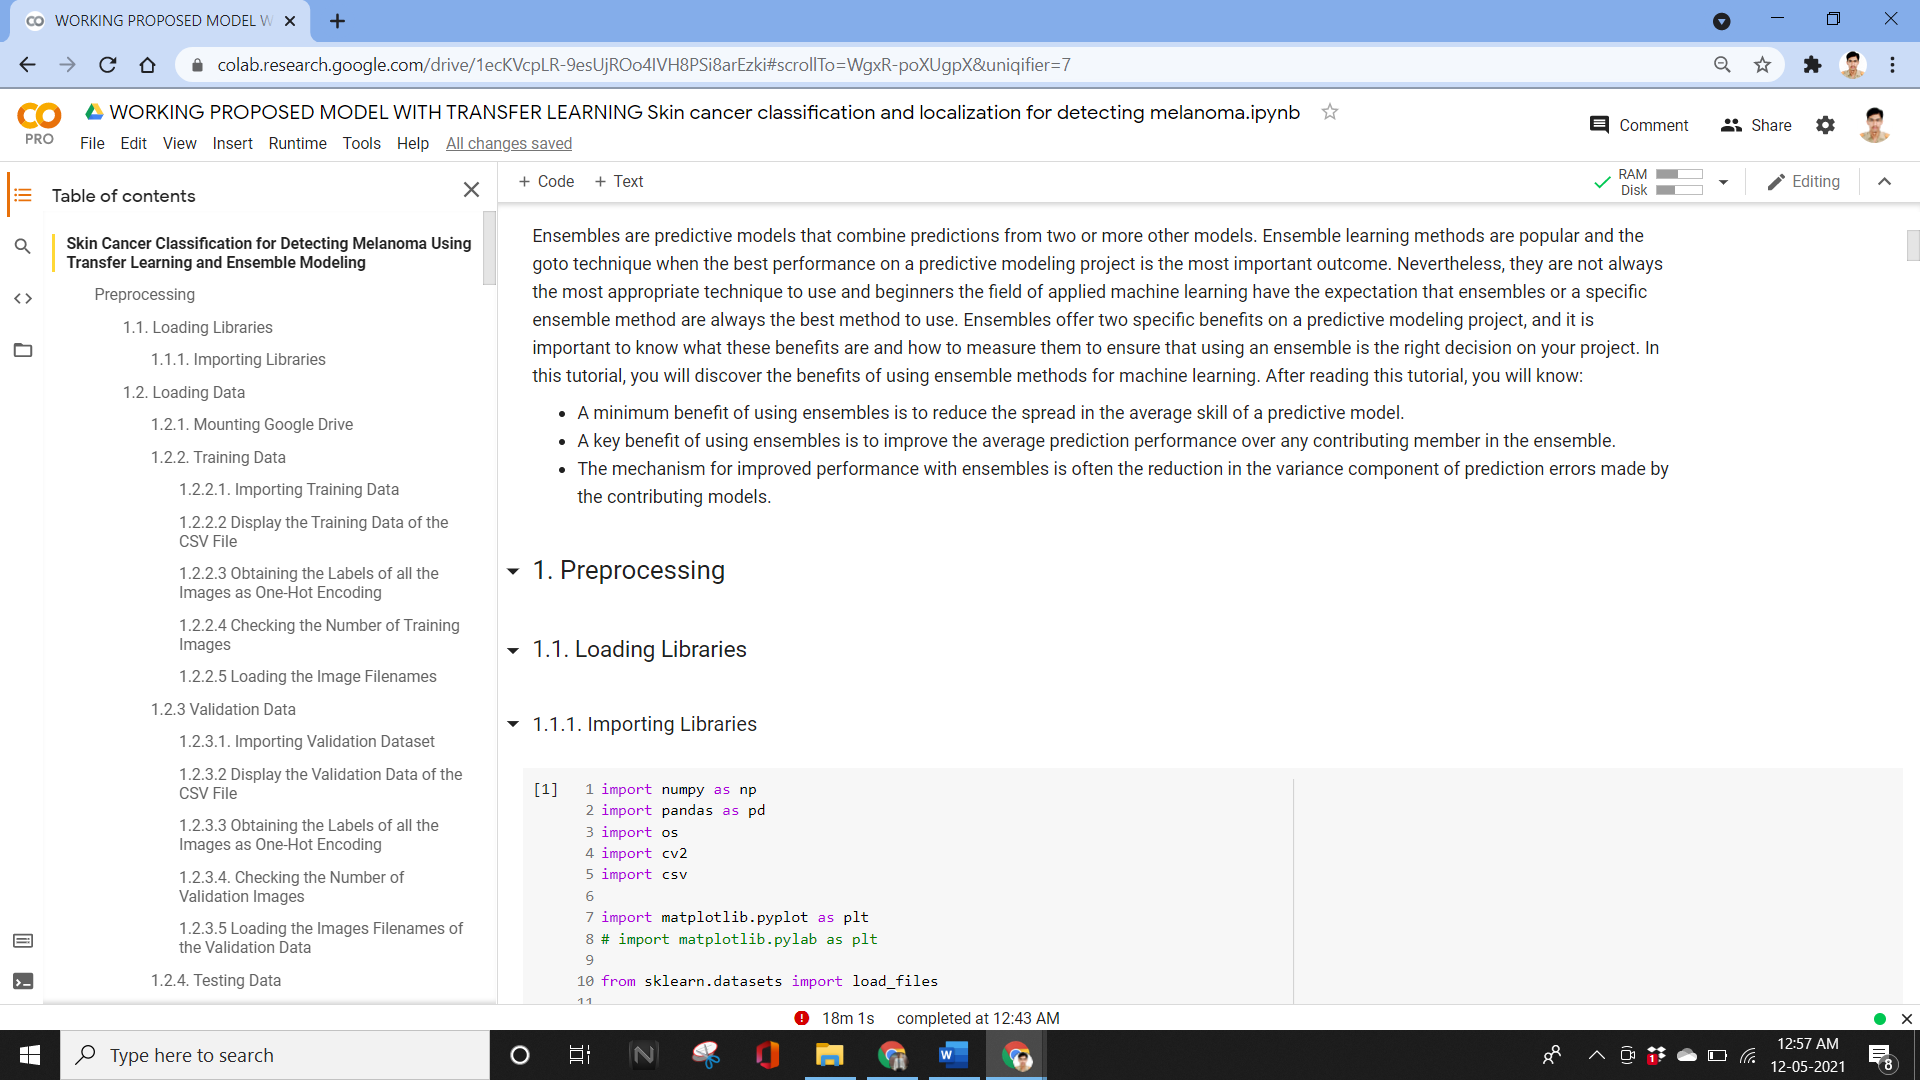 WORKING PROPOSED MODEL W
colab.research.google.com/drive/1ecKVcpLR-9esUjROo4IVH8PSi8arEzki#scrollTo=WgxR-poXUgpX&uniqifier=7
PRO
WORKING PROPOSED MODEL WITH TRANSFER LEARNING Skin cancer classification and localization for detecting melanoma.ipynb
File Edit View Insert Runtime Tools Help All changes saved
Comment Share
Table of contents
Skin Cancer Classification for Detecting Melanoma Using
Transfer Learning and Ensemble Modeling
Preprocessing
1.1. Loading Libraries
1.1.1. Importing Libraries
1.2. Loading Data
1.2.1. Mounting Google Drive
1.2.2. Training Data
1.2.2.1. Importing Training Data
1.2.2.2 Display the Training Data of the
CSV File
1.2.2.3 Obtaining the Labels of all the
Images as One-Hot Encoding
1.2.2.4 Checking the Number of Training
Images
1.2.2.5 Loading the Image Filenames
1.2.3 Validation Data
1.2.3.1. Importing Validation Dataset
1.2.3.2 Display the Validation Data of the
CSV File
1.2.3.3 Obtaining the Labels of all the
Images as One-Hot Encoding
1.2.3.4. Checking the Number of
Validation Images
1.2.3.5 Loading the Images Filenames of
the Validation Data
1.2.4. Testing Data
+ Code + Text
RAM
Disk
Editing
Ensembles are predictive models that combine predictions from two or more other models. Ensemble learning methods are popular and the
goto technique when the best performance on a predictive modeling project is the most important outcome. Nevertheless, they are not always
the most appropriate technique to use and beginners the field of applied machine learning have the expectation that ensembles or a specific
ensemble method are always the best method to use. Ensembles offer two specific benefits on a predictive modeling project, and it is
important to know what these benefits are and how to measure them to ensure that using an ensemble is the right decision on your project. In
this tutorial, you will discover the benefits of using ensemble methods for machine learning. After reading this tutorial, you will know:
• A minimum benefit of using ensembles is to reduce the spread in the average skill of a predictive model.
• A key benefit of using ensembles is to improve the average prediction performance over any contributing member in the ensemble.
• The mechanism for improved performance with ensembles is often the reduction in the variance component of prediction errors made by
the contributing models.
1. Preprocessing
1.1. Loading Libraries
1.1.1. Importing Libraries
[1] 1 import numpy as np
2 import pandas as pd
3 import os
4 import cv2
5 import csv
6
7 import matplotlib.pyplot as plt
8 # import matplotlib.pylab as plt
9
10 from sklearn.datasets import load_files
11
18m 1s completed at 12:43 AM
Type here to search
12:57 AM
12-05-2021
8